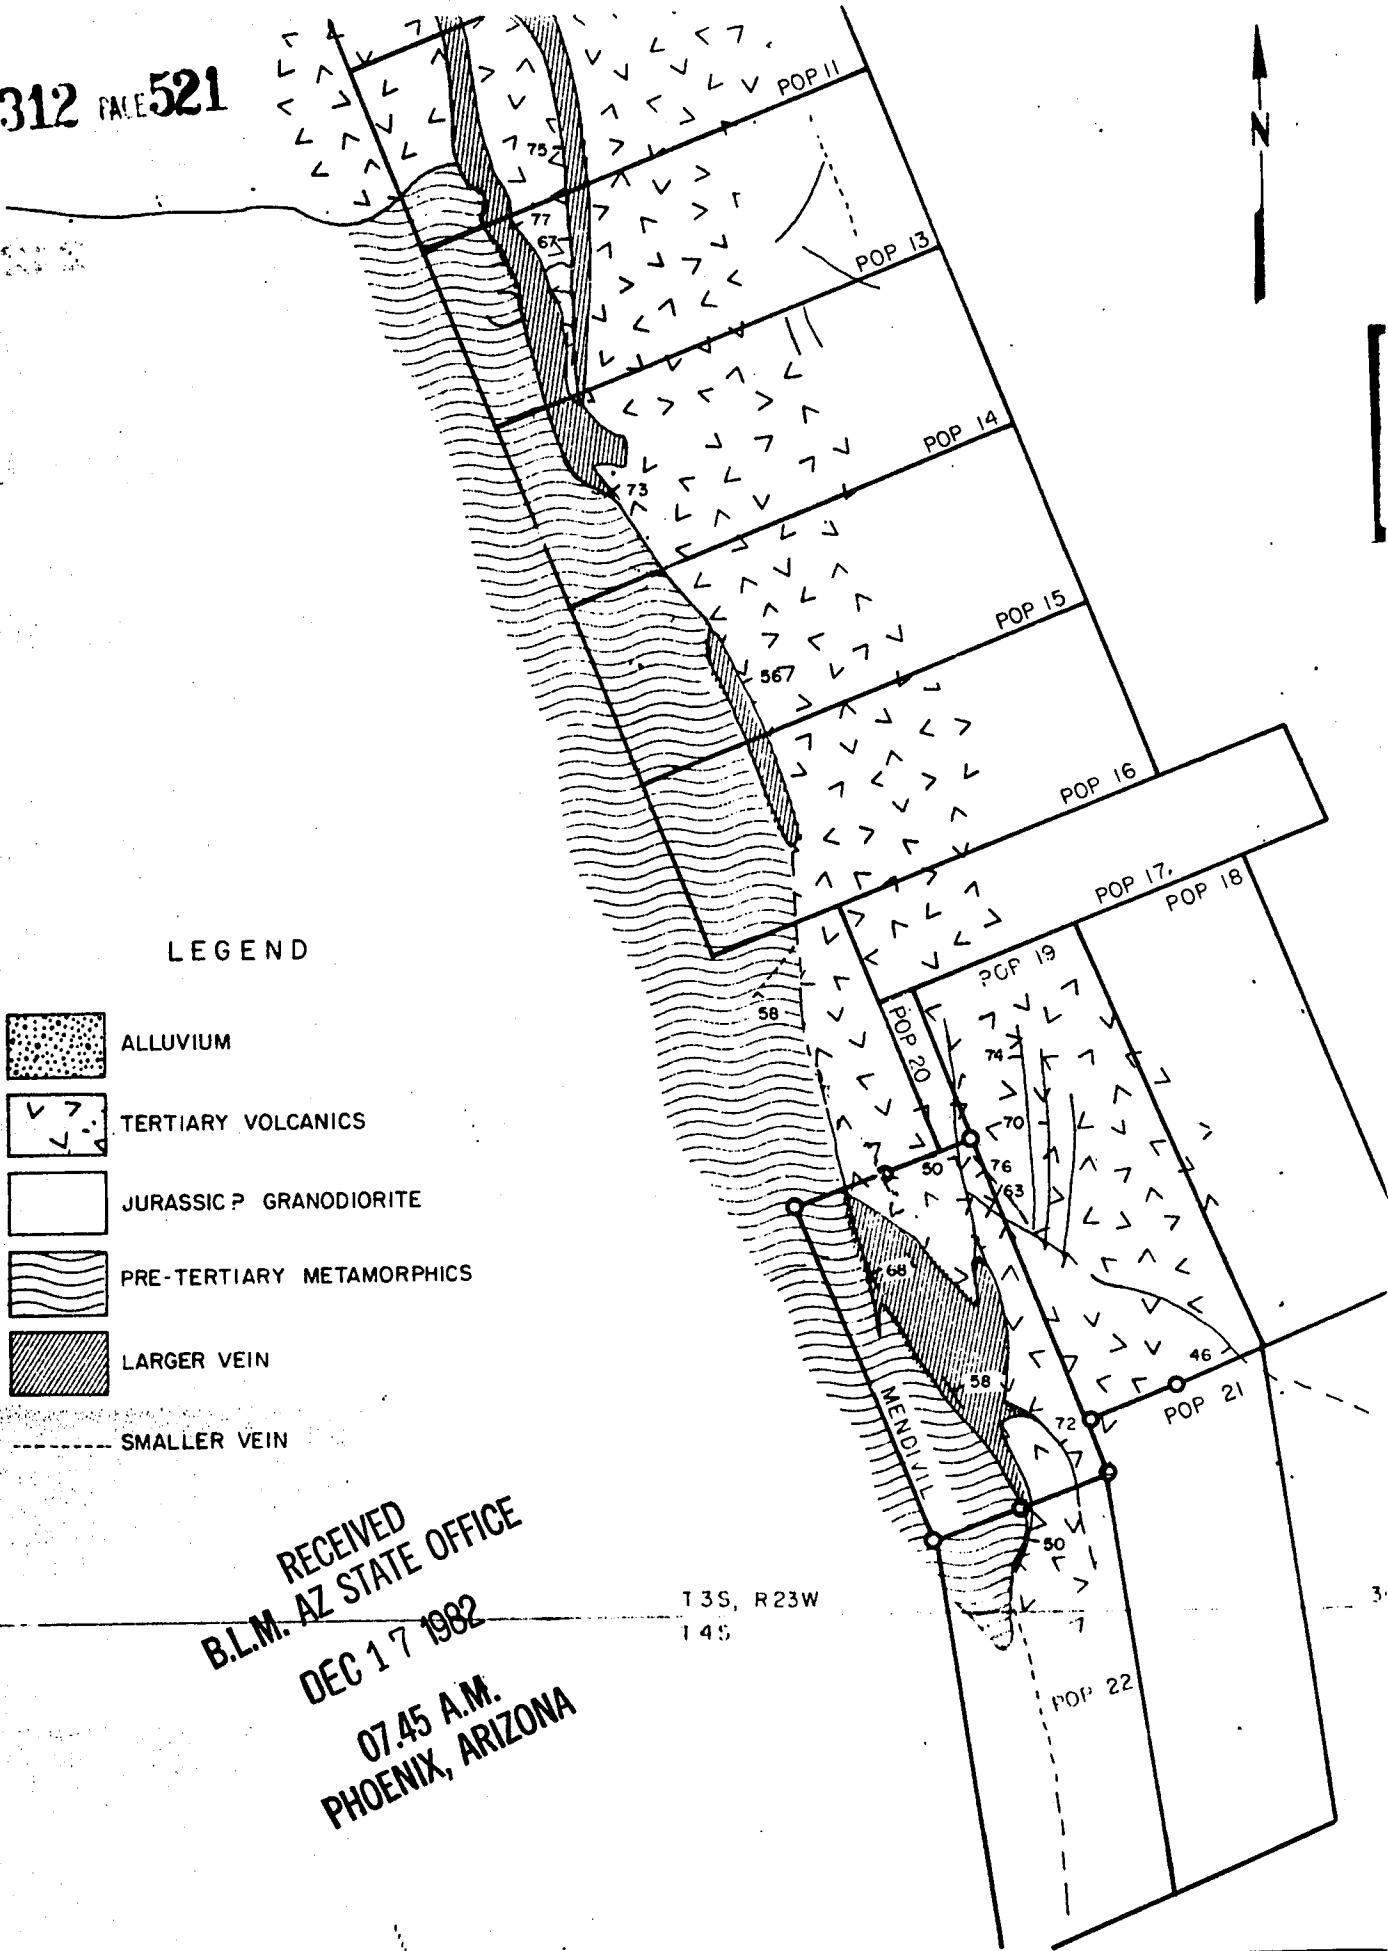 312 PAGE 521
POP 11
N
75
77
67
POP 13
POP 14
73
POP 15
567
POP 16
POP 17
POP 18
LEGEND
POP 19
58
POP 20
ALLUVIUM
74
TERTIARY VOLCANICS
70
50
76
63
JURASSIC? GRANODIORITE
PRE-TERTIARY METAMORPHICS
68
LARGER VEIN
46
58
MENDIVIL
POP 21
72
SMALLER VEIN
RECEIVED
B.L.M. AZ STATE OFFICE
DEC 17 1982
07.45 A.M.
PHOENIX, ARIZONA
50
T3S, R23W
T4S
POP 22